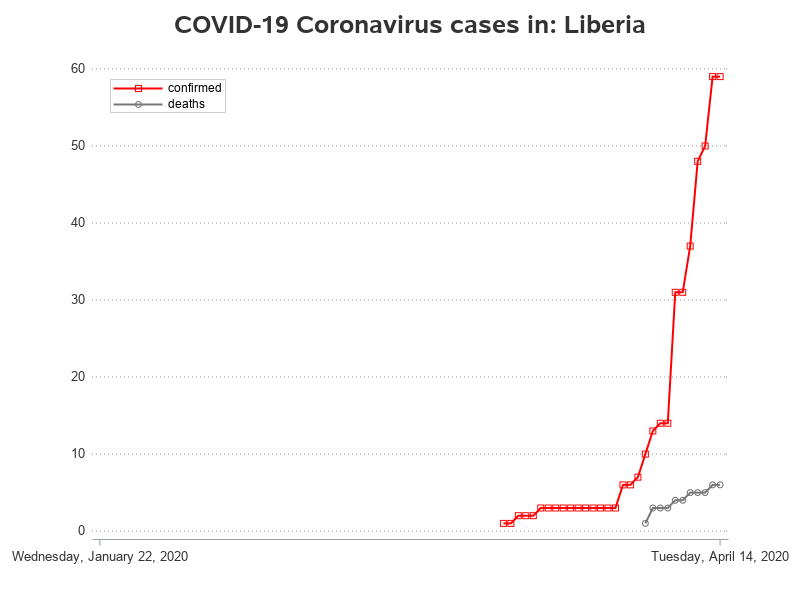 COVID-19 Coronavirus cases in: Liberia
60
confirmed
deaths
50
40
30
20
10
0
Wednesday, January 22, 2020 Tuesday, April 14, 2020